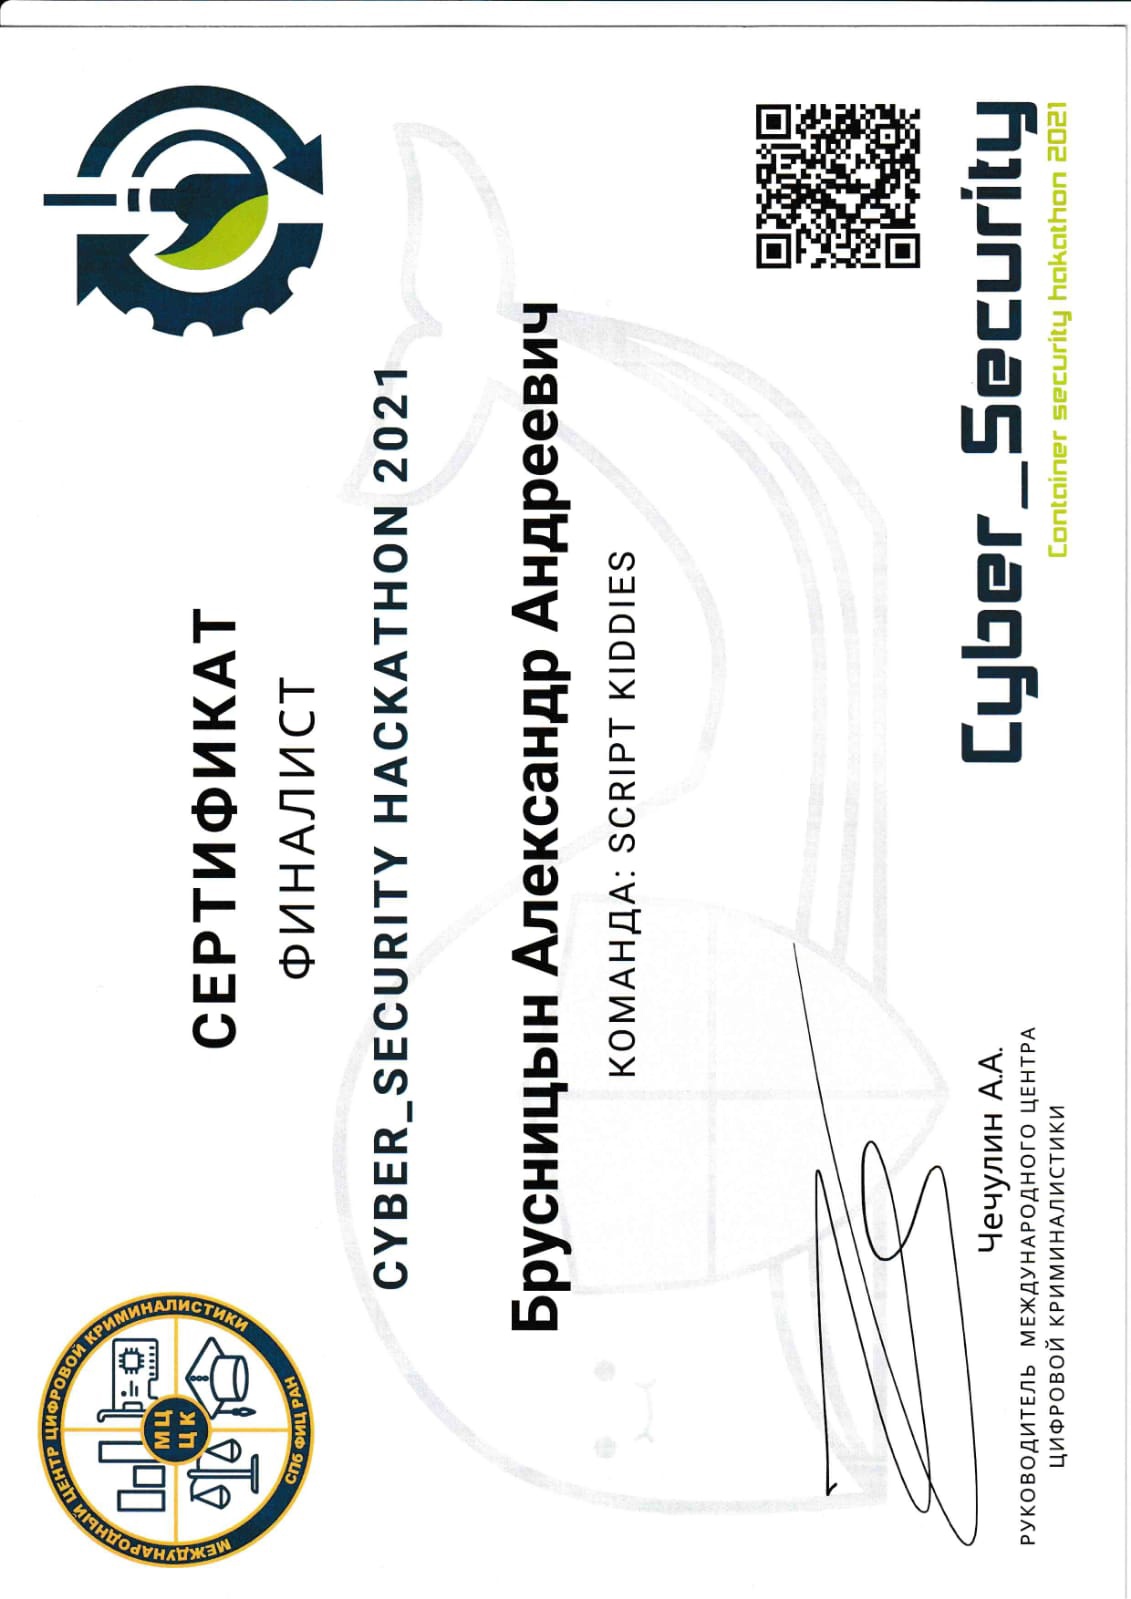 МЕЖДУНАРОДНЫЙ ЦЕНТР ЦИФРОВОЙ КРИМИНАЛИСТИКИ
СПб ФИЦ РАН
МЦ
ЦК
СЕРТИФИКАТ
ФИНАЛИСТ
CYBER_SECURITY HACKATHON 2021
Брусницын Александр Андреевич
КОМАНДА: SCRIPT KIDDIES
Чечулин А.А.
РУКОВОДИТЕЛЬ МЕЖДУНАРОДНОГО ЦЕНТРА
ЦИФРОВОЙ КРИМИНАЛИСТИКИ
Cyber_Security
Container security hakathon 2021